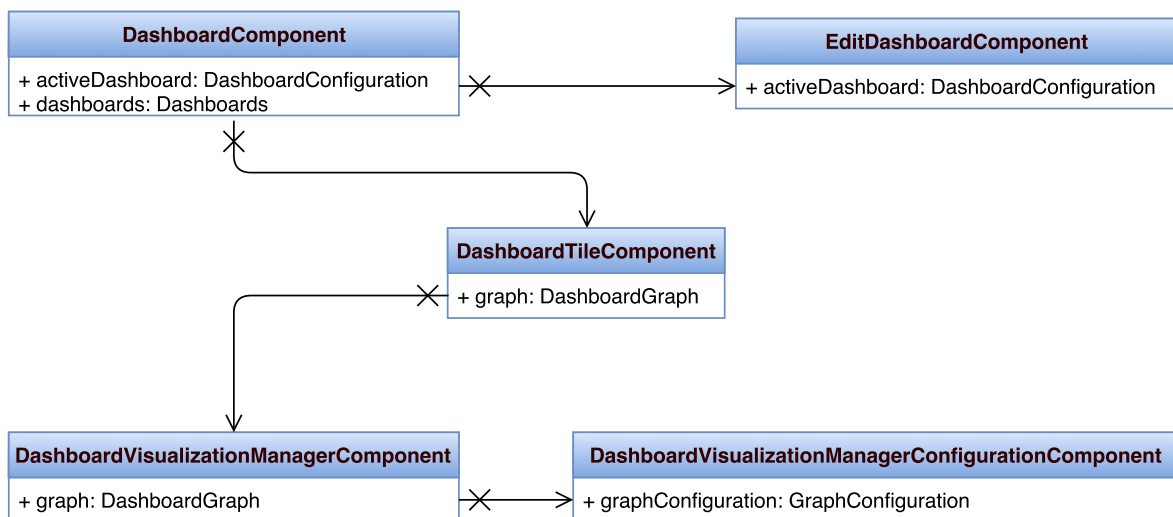 DashboardComponent
+ activeDashboard: DashboardConfiguration
+ dashboards: Dashboards
EditDashboardComponent
+ activeDashboard: DashboardConfiguration
DashboardTileComponent
+ graph: DashboardGraph
DashboardVisualizationManagerComponent
+ graph: DashboardGraph
DashboardVisualizationManagerConfigurationComponent
+ graphConfiguration: GraphConfiguration